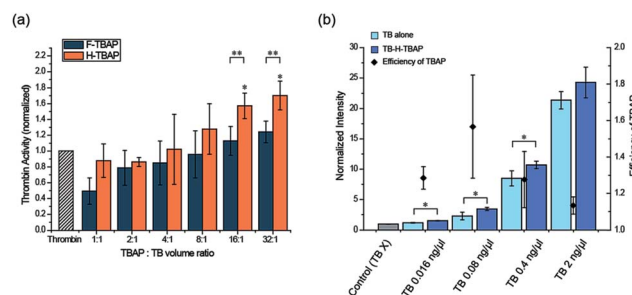 (a)
F-TBAP
H-TBAP
Thrombin Activity (normalized)
2.0
1.8
1.6
1.4
1.2
1.0
0.8
0.6
0.4
0.2
0.0
**
**
*
*
Thrombin 1:1 2:1 4:1 8:1 16:1 32:1
TBAP : TB volume ratio
(b)
TB alone
TB-H-TBAP
Efficiency of TBAP
Normalized Intensity
30
25
20
15
10
5
0
*
*
*
2.0
1.8
1.6
1.4
1.2
1.0
Efficiency of TBAP
Control (TB X)
TB 0.016 ng/μl
TB 0.08 ng/μl
TB 0.4 ng/μl
TB 2 ng/μl